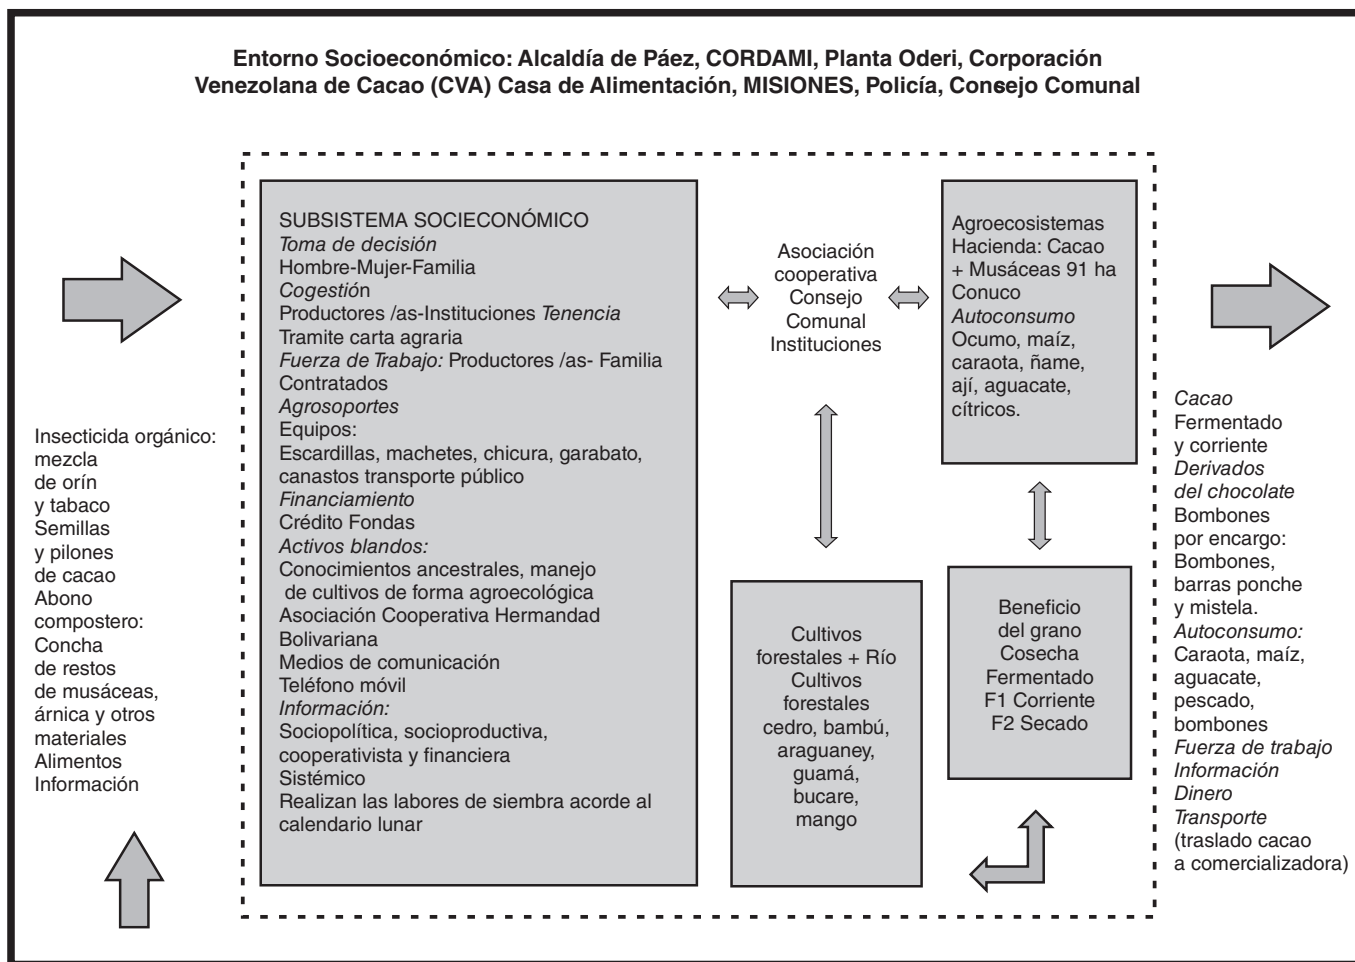 Entorno Socioeconómico: Alcaldía de Páez, CORDAMI, Planta Oderi, Corporación
Venezolana de Cacao (CVA) Casa de Alimentación, MISIONES, Policía, Consejo Comunal
Insecticida orgánico:
mezcla
de orín
y tabaco
Semillas
y pilones
de cacao
Abono
compostero:
Concha
de restos
de musáceas,
árnica y otros
materiales
Alimentos
Información
SUBSISTEMA SOCIECONÓMICO
Toma de decisión
Hombre-Mujer-Familia
Cogestión
Productores /as-Instituciones Tenencia
Tramite carta agraria
Fuerza de Trabajo: Productores /as- Familia
Contratados
Agrosoportes
Equipos:
Escardillas, machetes, chicura, garabato,
canastos transporte público
Financiamiento
Crédito Fondas
Activos blandos:
Conocimientos ancestrales, manejo
de cultivos de forma agroecológica
Asociación Cooperativa Hermandad
Bolivariana
Medios de comunicación
Teléfono móvil
Información:
Sociopolítica, socioproductiva,
cooperativista y financiera
Sistémico
Realizan las labores de siembra acorde al
calendario lunar
Asociación
cooperativa
Consejo
Comunal
Instituciones
Agroecosistemas
Hacienda: Cacao
+ Musáceas 91 ha
Conuco
Autoconsumo
Ocumo, maíz,
caraota, ñame,
ají, aguacate,
cítricos.
Cultivos
forestales + Río
Cultivos
forestales
cedro, bambú,
araguaney,
guamá,
bucare,
mango
Beneficio
del grano
Cosecha
Fermentado
F1 Corriente
F2 Secado
Cacao
Fermentado
y corriente
Derivados
del chocolate
Bombones
por encargo:
Bombones,
barras ponche
y mistela.
Autoconsumo:
Caraota, maíz,
aguacate,
pescado,
bombones
Fuerza de trabajo
Información
Dinero
Transporte
(traslado cacao
a comercializadora)